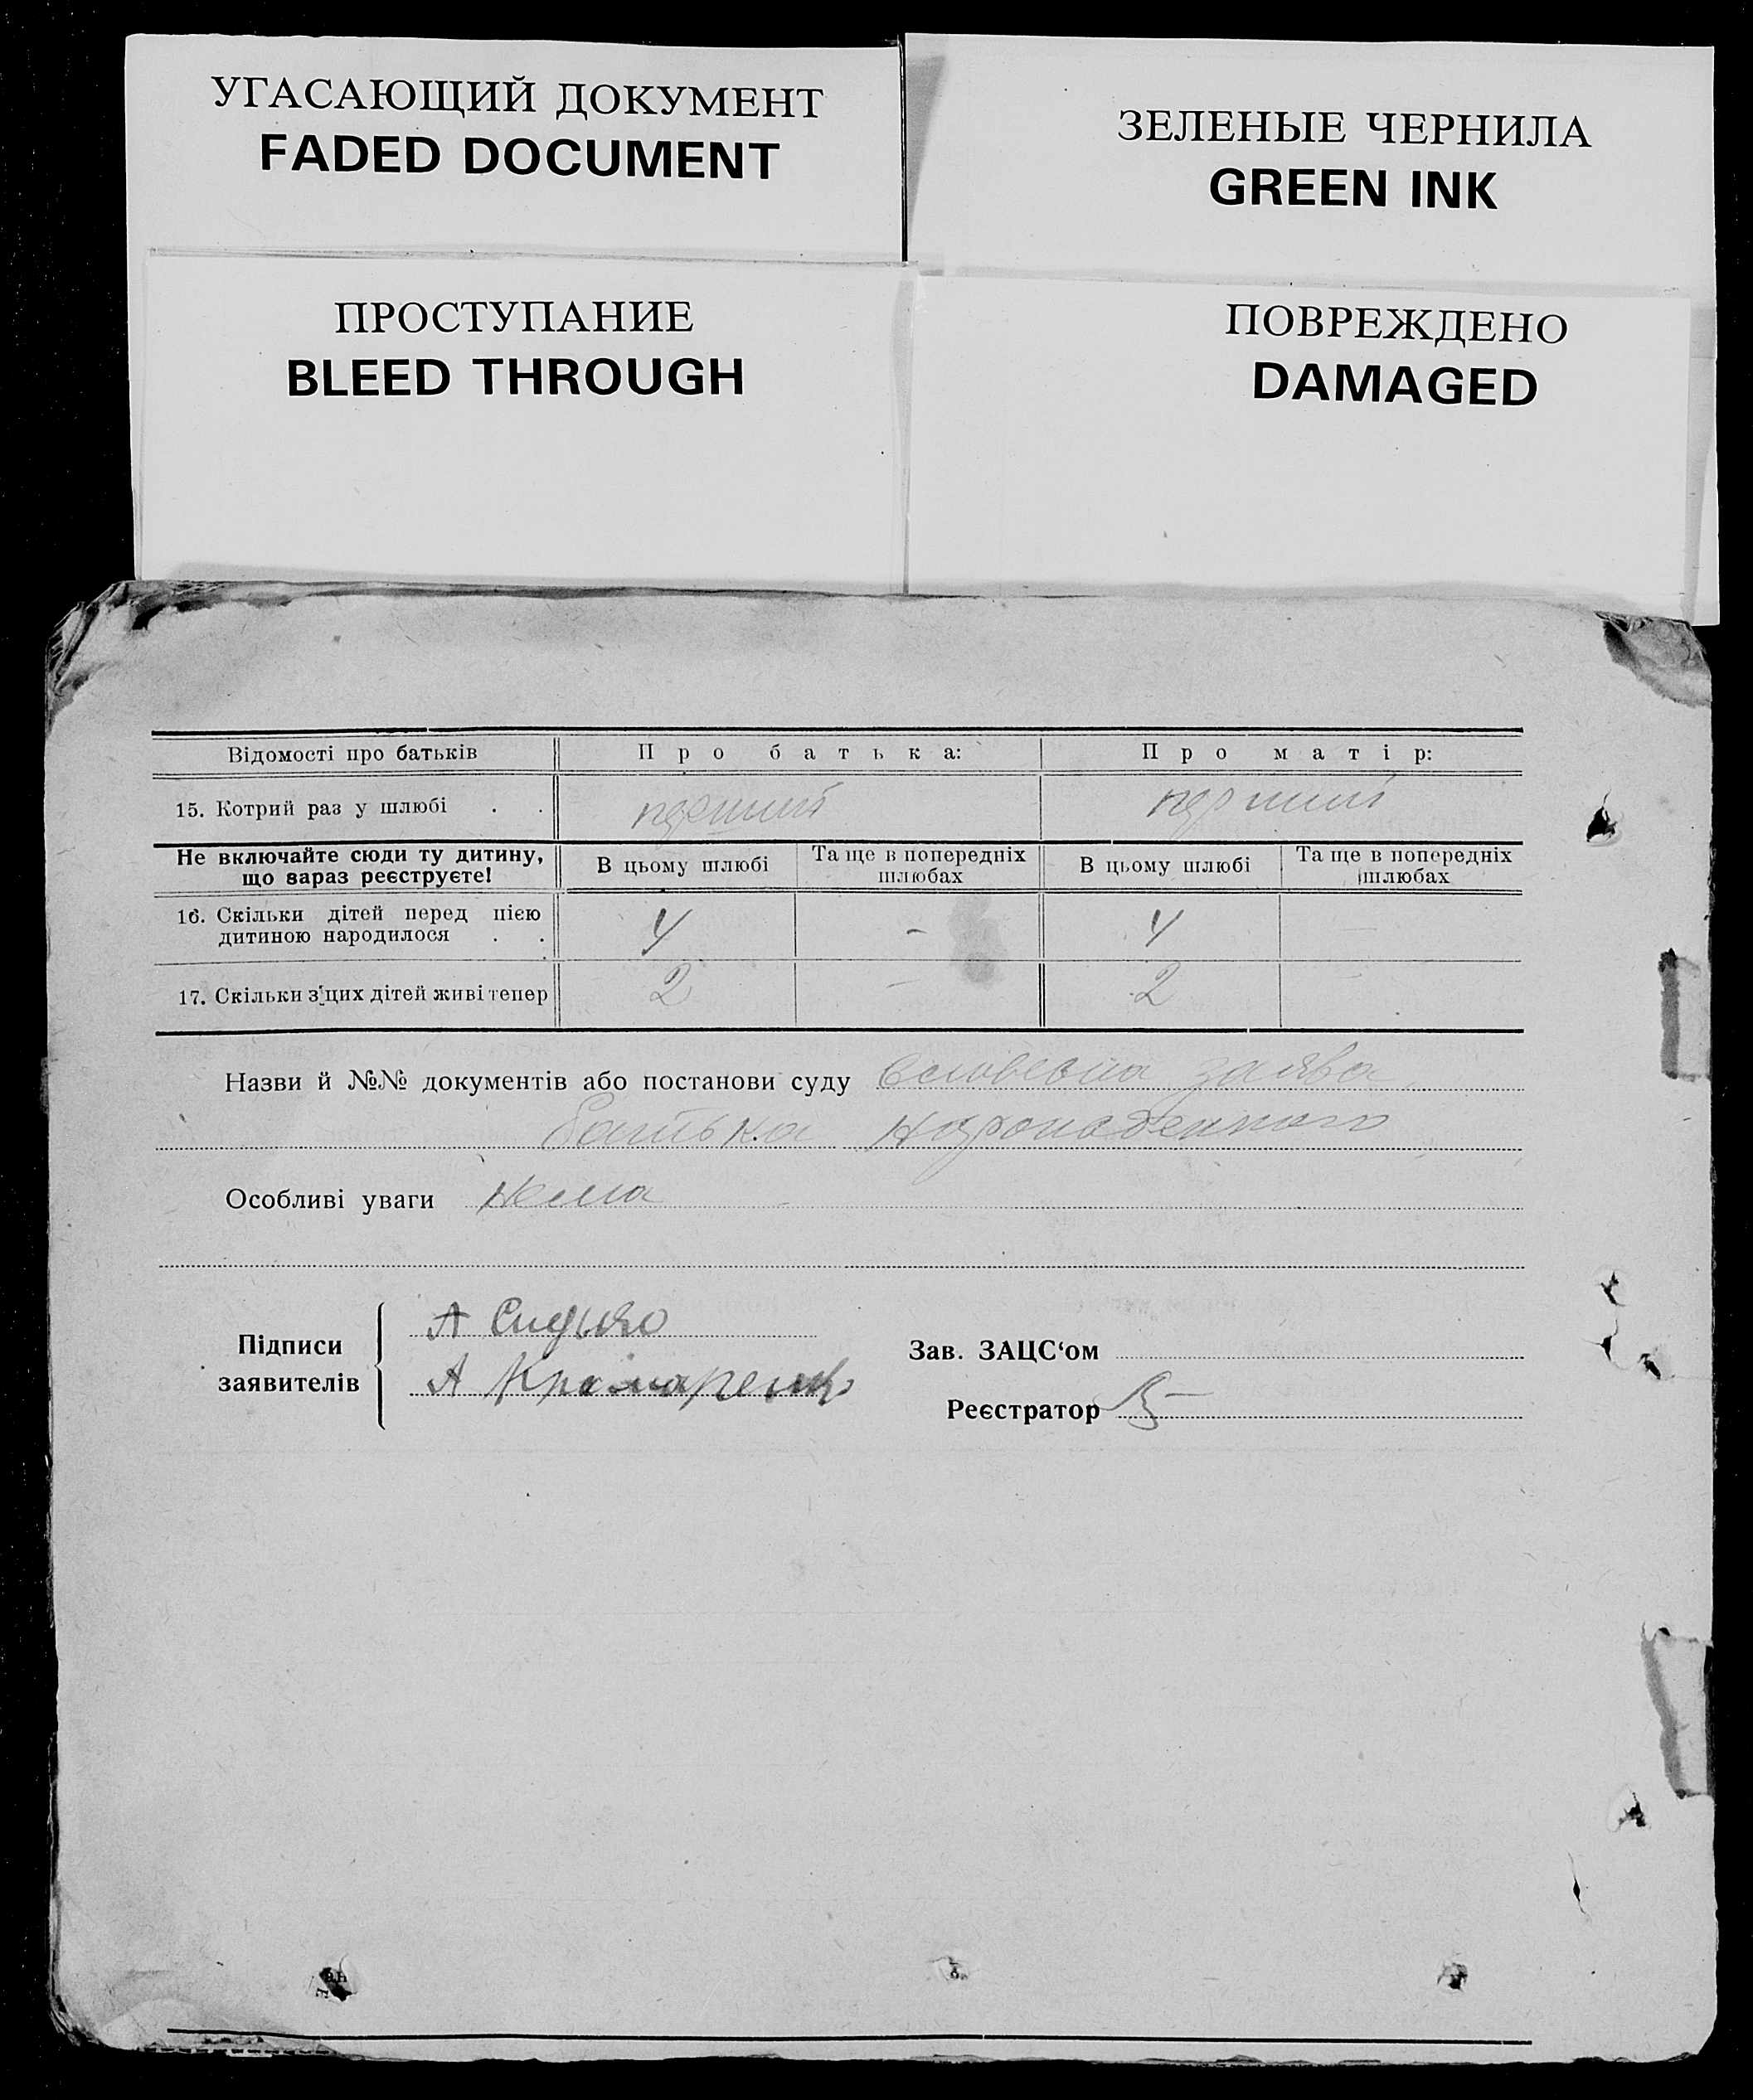 УГАСАЮЩИЙ ДОКУМЕНТ
FADED DOCUMENT
ЗЕЛЕНЫЕ ЧЕРНИЛА
GREEN INK
ПРОСТУПАНИЕ
BLEED THROUGH
ПОВРЕЖДЕНО
DAMAGED
Відомості про батьків Про батька: Про матір:
15. Котрий раз у шлюбі . . перший перший
Не включайте сюди ту дитину, що вараз реєструєте! В цьому шлюбі Та ще в попередніх шлюбах В цьому шлюбі Та ще в попередніх шлюбах
16. Скільки дітей перед цією
дитиною народилося . . 4 - 4
17. Скільки з цих дітей живі тепер 2 - 2
Назви й №№ документів або постанови суду заява
батька
Особливі уваги нема
Підписи
заявителів
А
А Крамаренко
Зав. ЗАЦС‘ом
Реєстратор